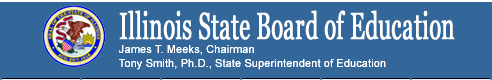 Illinois State Board of Education
James T. Meeks, Chairman
Tony Smith, Ph.D., State Superintendent of Education